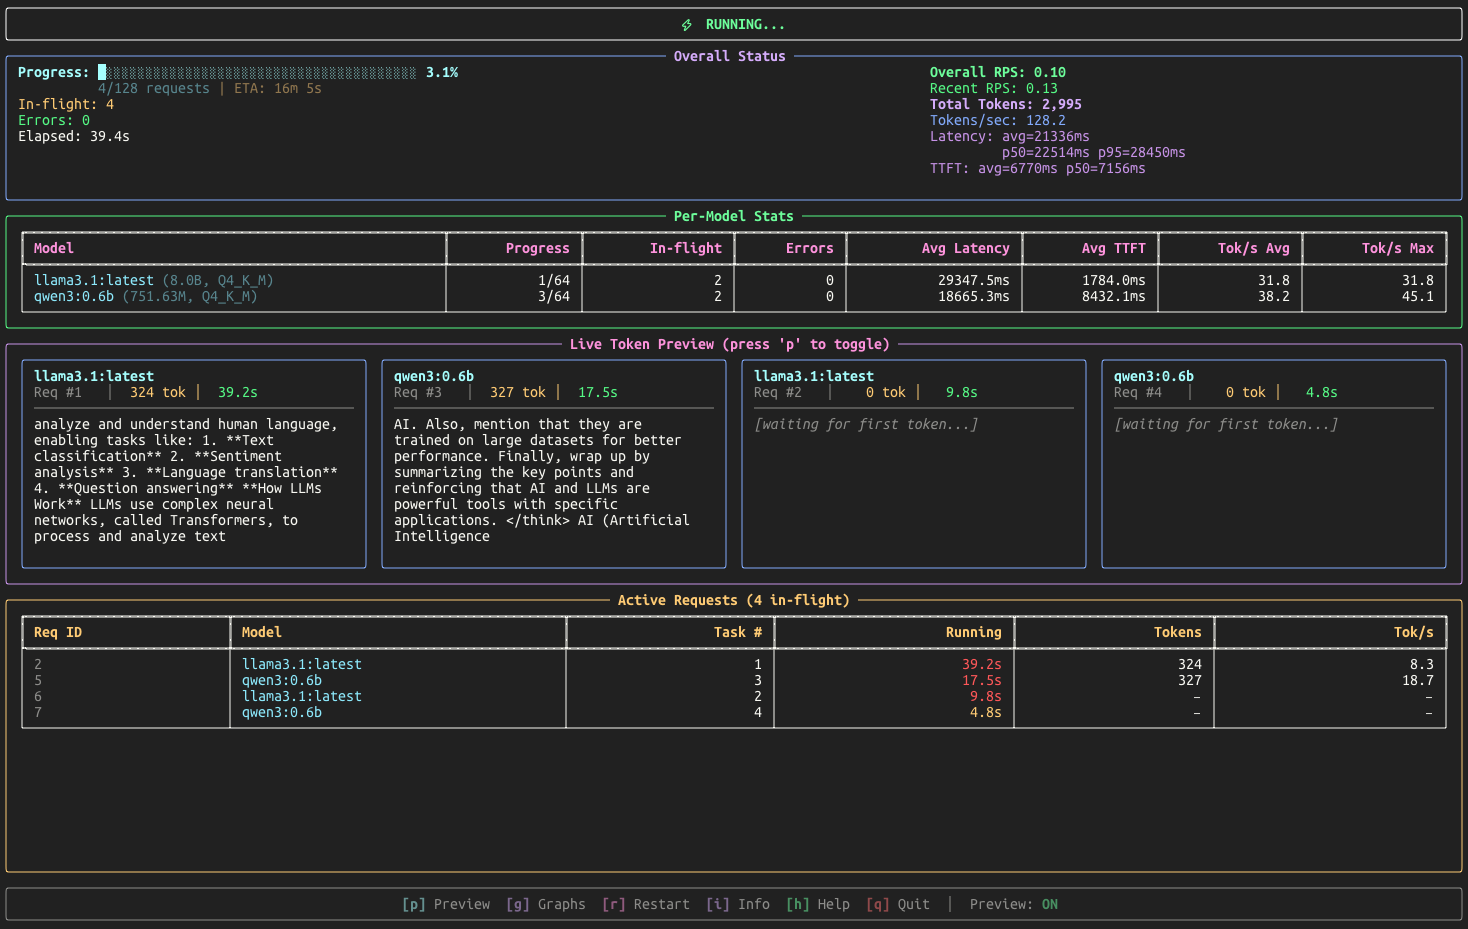 ⚡ RUNNING...
Overall Status
Progress: 3.1%
4/128 requests | ETA: 16m 5s
In-flight: 4
Errors: 0
Elapsed: 39.4s
Overall RPS: 0.10
Recent RPS: 0.13
Total Tokens: 2,995
Tokens/sec: 128.2
Latency: avg=21336ms
p50=22514ms p95=28450ms
TTFT: avg=6770ms p50=7156ms
Per-Model Stats
Model Progress In-flight Errors Avg Latency Avg TTFT Tok/s Avg Tok/s Max
llama3.1:latest (8.0B, Q4_K_M) 1/64 2 0 29347.5ms 1784.0ms 31.8 31.8
qwen3:0.6b (751.63M, Q4_K_M) 3/64 2 0 18665.3ms 8432.1ms 38.2 45.1
Live Token Preview (press 'p' to toggle)
llama3.1:latest
Req #1 | 324 tok | 39.2s
analyze and understand human language,
enabling tasks like: 1. **Text
classification** 2. **Sentiment
analysis** 3. **Language translation**
4. **Question answering** **How LLMs
Work** LLMs use complex neural
networks, called Transformers, to
process and analyze text
qwen3:0.6b
Req #3 | 327 tok | 17.5s
AI. Also, mention that they are
trained on large datasets for better
performance. Finally, wrap up by
summarizing the key points and
reinforcing that AI and LLMs are
powerful tools with specific
applications. </think> AI (Artificial
Intelligence
llama3.1:latest
Req #2 | 0 tok | 9.8s
[waiting for first token...]
qwen3:0.6b
Req #4 | 0 tok | 4.8s
[waiting for first token...]
Active Requests (4 in-flight)
Req ID Model Task # Running Tokens Tok/s
2 llama3.1:latest 1 39.2s 324 8.3
5 qwen3:0.6b 3 17.5s 327 18.7
6 llama3.1:latest 2 9.8s – –
7 qwen3:0.6b 4 4.8s – –
[p] Preview [g] Graphs [r] Restart [i] Info [h] Help [q] Quit | Preview: ON